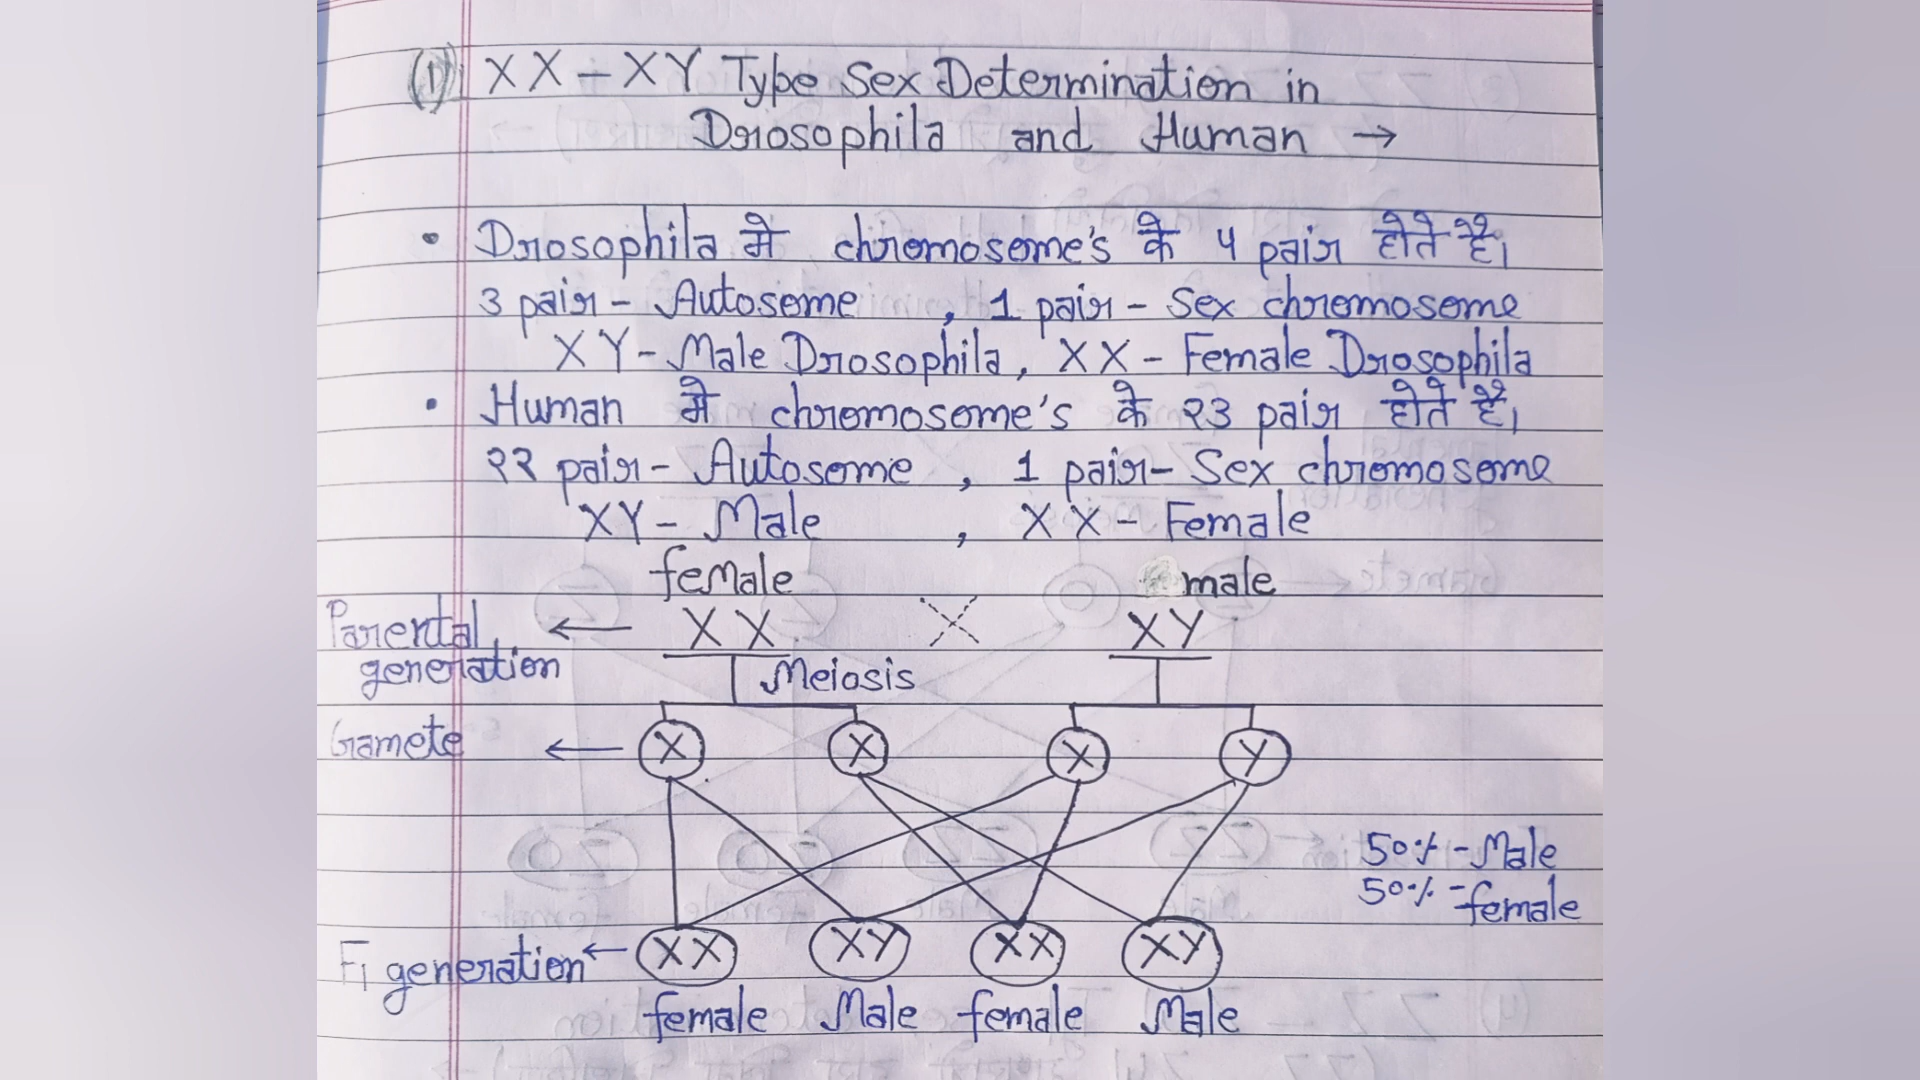 (1) XX - XY Type Sex Determination in
Drosophila and Human →
• Drosophila मे chromosome's के 4 pair होते है।
3 pair - Autosome , 1 pair - Sex chromosome
XY - Male Drosophila, XX - Female Drosophila
• Human मे chromosome's के २३ pair होते है।
२२ pair - Autosome , 1 pair - Sex chromosome
XY - Male , XX - Female
female male
Parental ← XX X XY
generation Meiosis
Gamete ← X X X Y
50% - Male
50% - female
F1 generation ← XX XY XX XY
female Male female Male